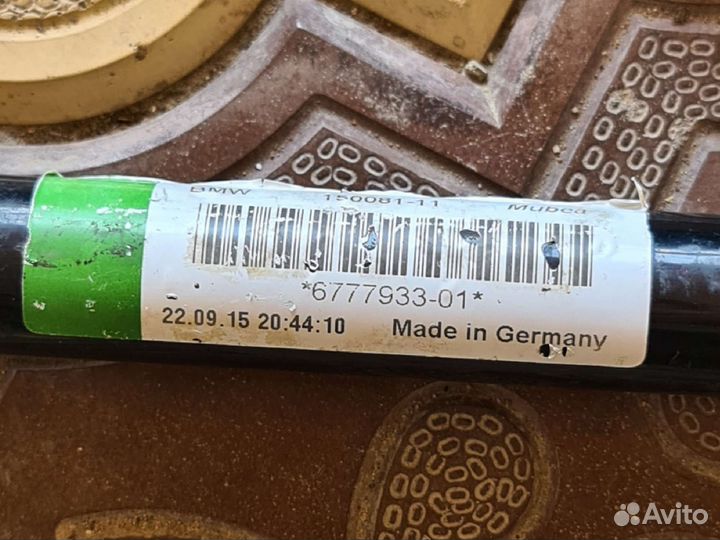 BMW 150081-11 Mubea
*6777933-01*
22.09.15 20:44:10 Made in Germany
Avito